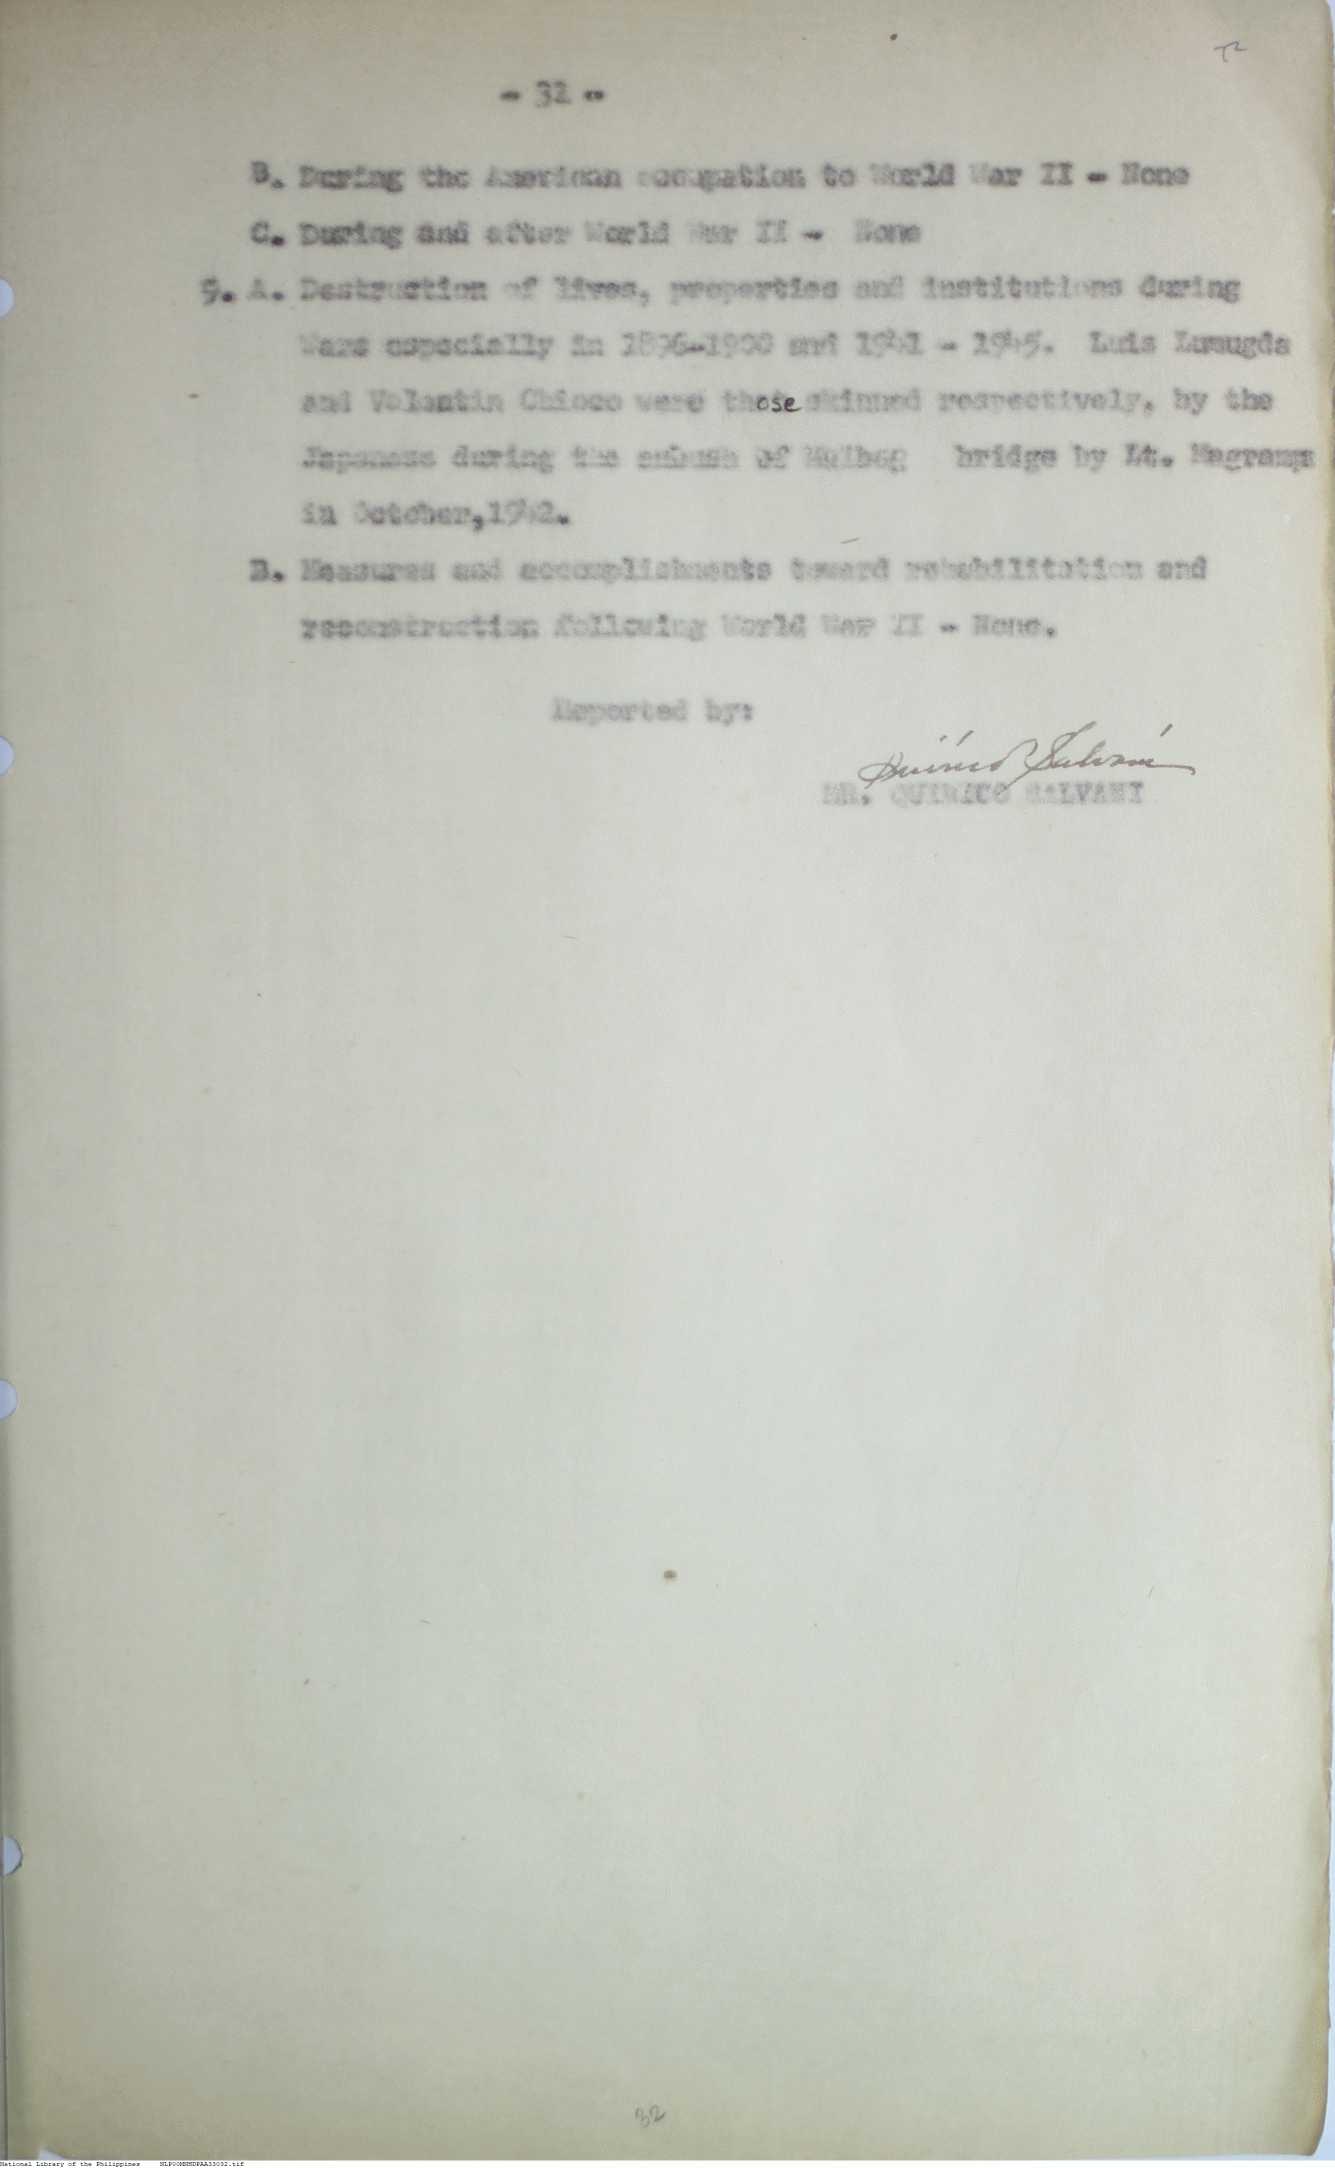 - 32 -
B. During the American occupation to World War II - None
C. During and after World War II - None
9. A. Destruction of lives, properties and institutions during
Wars especially in 1896-1900 and 1941 - 1945. Luis
and Valentin Chioco were those skinned respectively, by the
Japanese during the ambush of bridge by Lt.
in October,1942.
B. Measures and accomplishments toward rehabilitation and
reconstruction following World War II - None.
Reported by:
Quirico Salvani
MR. QUIRICO SALVANI
32
National Library of the Philippines